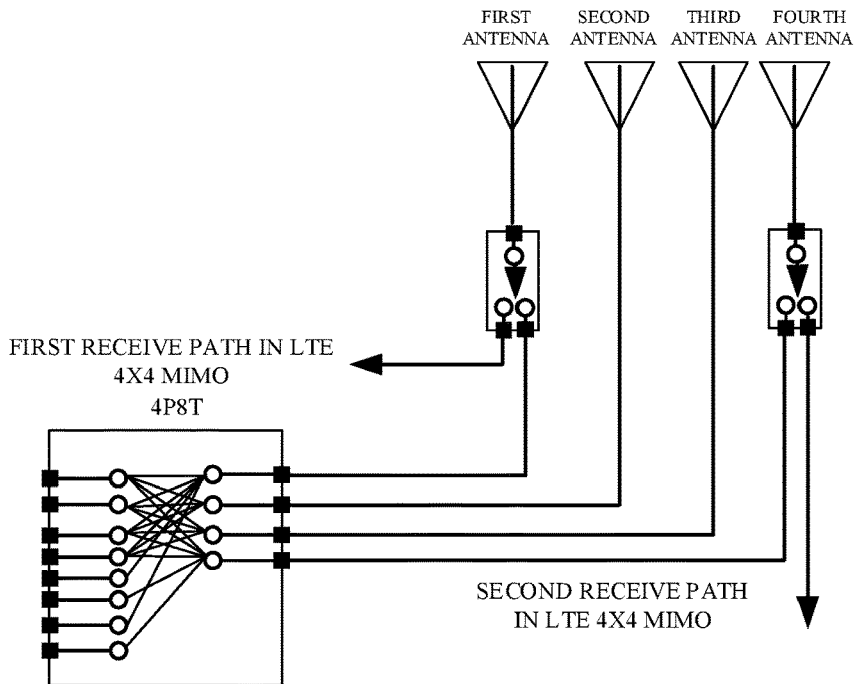 FIRST
ANTENNA
SECOND
ANTENNA
THIRD
ANTENNA
FOURTH
ANTENNA
FIRST RECEIVE PATH IN LTE
4X4 MIMO
4P8T
SECOND RECEIVE PATH
IN LTE 4X4 MIMO